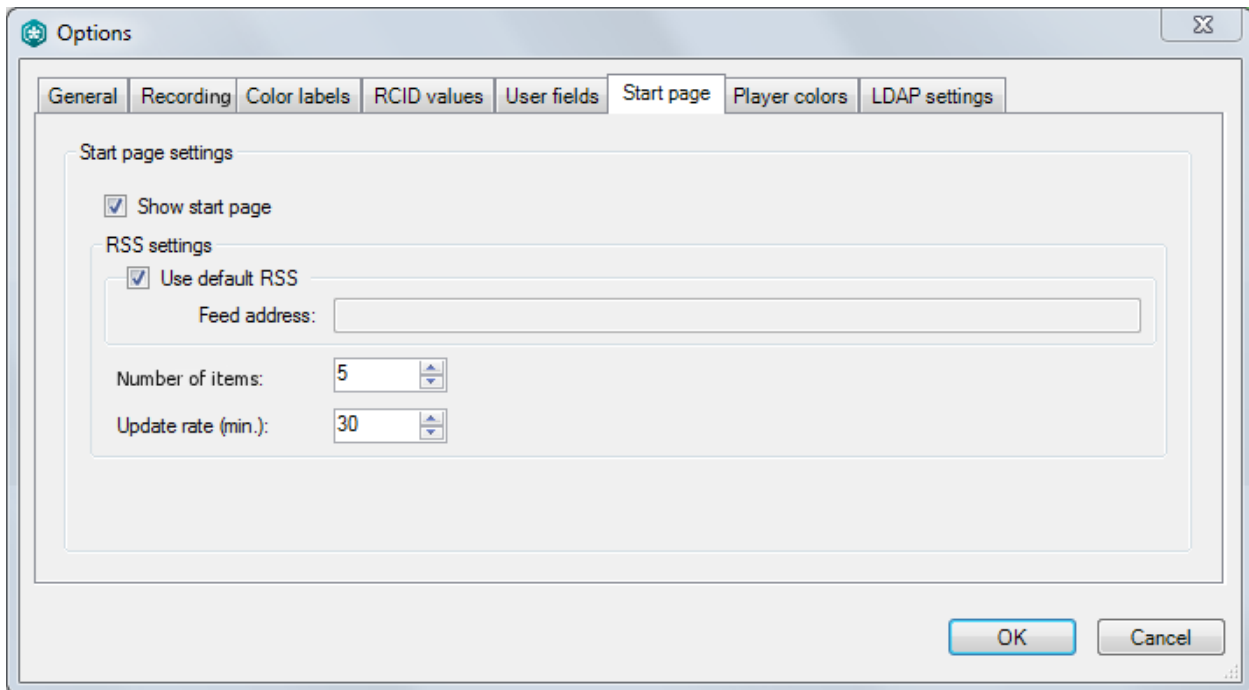 Options
General Recording Color labels RCID values User fields Start page Player colors LDAP settings
Start page settings
Show start page
RSS settings
Use default RSS
Feed address:
Number of items: 5
Update rate (min.): 30
OK Cancel